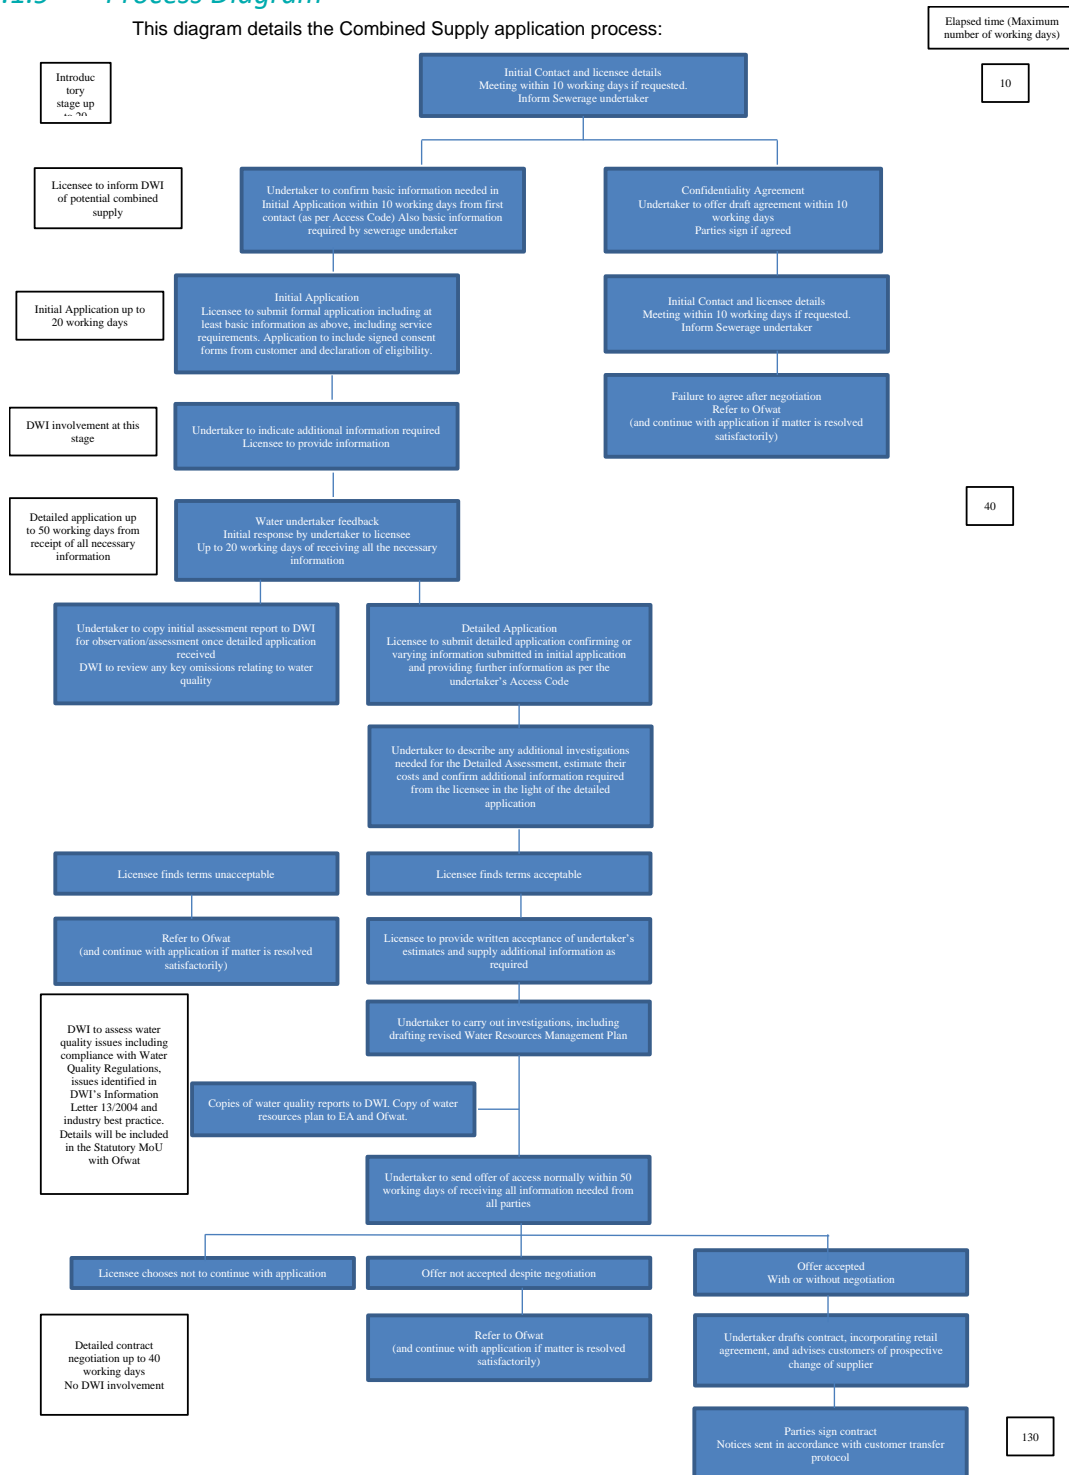 Process Diagram
This diagram details the Combined Supply application process:
Elapsed time (Maximum
number of working days)
Introduc
tory
stage up
Initial Contact and licensee details
Meeting within 10 working days if requested.
Inform Sewerage undertaker
10
Licensee to inform DWI
of potential combined
supply
Undertaker to confirm basic information needed in
Initial Application within 10 working days from first
contact (as per Access Code) Also basic information
required by sewerage undertaker
Confidentiality Agreement
Undertaker to offer draft agreement within 10
working days
Parties sign if agreed
Initial Application up to
20 working days
Initial Application
Licensee to submit formal application including at
least basic information as above, including service
requirements. Application to include signed consent
forms from customer and declaration of eligibility.
Initial Contact and licensee details
Meeting within 10 working days if requested.
Inform Sewerage undertaker
DWI involvement at this
stage
Undertaker to indicate additional information required
Licensee to provide information
Failure to agree after negotiation
Refer to Ofwat
(and continue with application if matter is resolved
satisfactorily)
Detailed application up
to 50 working days from
receipt of all necessary
information
Water undertaker feedback
Initial response by undertaker to licensee
Up to 20 working days of receiving all the necessary
information
40
Undertaker to copy initial assessment report to DWI
for observation/assessment once detailed application
received
DWI to review any key omissions relating to water
quality
Detailed Application
Licensee to submit detailed application confirming or
varying information submitted in initial application
and providing further information as per the
undertaker's Access Code
Undertaker to describe any additional investigations
needed for the Detailed Assessment, estimate their
costs and confirm additional information required
from the licensee in the light of the detailed
application
Licensee finds terms unacceptable
Licensee finds terms acceptable
Refer to Ofwat
(and continue with application if matter is resolved
satisfactorily)
Licensee to provide written acceptance of undertaker's
estimates and supply additional information as
required
DWI to assess water
quality issues including
compliance with Water
Quality Regulations,
issues identified in
DWI's Information
Letter 13/2004 and
industry best practice.
Details will be included
in the Statutory MoU
with Ofwat
Undertaker to carry out investigations, including
drafting revised Water Resources Management Plan
Copies of water quality reports to DWI. Copy of water
resources plan to EA and Ofwat.
Undertaker to send offer of access normally within 50
working days of receiving all information needed from
all parties
Licensee chooses not to continue with application
Offer not accepted despite negotiation
Offer accepted
With or without negotiation
Detailed contract
negotiation up to 40
working days
No DWI involvement
Refer to Ofwat
(and continue with application if matter is resolved
satisfactorily)
Undertaker drafts contract, incorporating retail
agreement, and advises customers of prospective
change of supplier
Parties sign contract
Notices sent in accordance with customer transfer
protocol
130